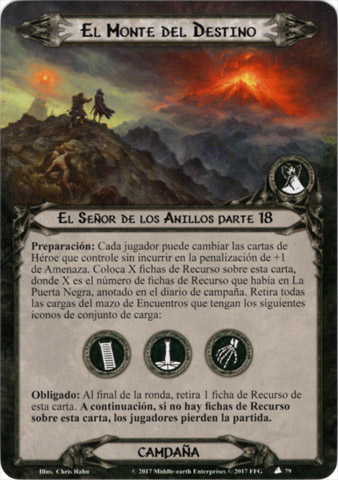 El Monte del Destino
El Señor de los Anillos parte 18
Preparación: Cada jugador puede cambiar las cartas de
Héroe que controle sin incurrir en la penalización de +1
de Amenaza. Coloca X fichas de Recurso sobre esta carta,
donde X es el número de fichas de Recurso que había en La
Puerta Negra, anotado en el diario de campaña. Retira todas
las cargas del mazo de Encuentros que tengan los siguientes
iconos de conjunto de carga:
Obligado: Al final de la ronda, retira 1 ficha de Recurso de
esta carta. A continuación, si no hay fichas de Recurso
sobre esta carta, los jugadores pierden la partida.
CAMPAÑA
Illus. Chris Rahn
© 2017 Middle-earth Enterprises © 2017 FFG
79